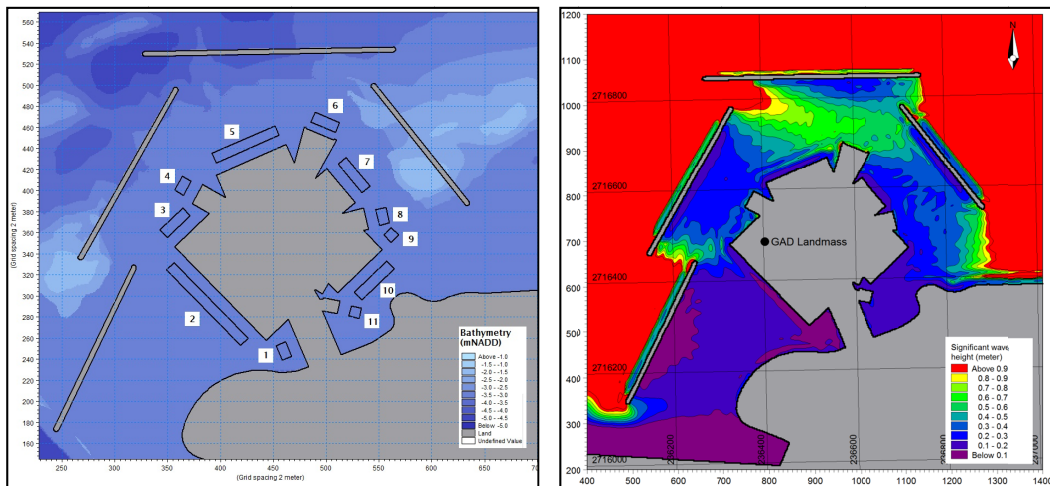 560
540
520
500
480
460
440
420
400
380
360
340
320
300
280
260
240
220
200
180
160
(Grid spacing 2 meter)
250
300
350
400
450
500
550
600
650
(Grid spacing 2 meter)
1
2
3
4
5
6
7
8
9
10
11
Bathymetry
(mNADD)
Above -1.0
-1.5 - -1.0
-2.0 - -1.5
-2.5 - -2.0
-3.0 - -2.5
-3.5 - -3.0
-4.0 - -3.5
-4.5 - -4.0
-5.0 - -4.5
Below -5.0
Land
Undefined Value
1200
1100
1000
900
800
700
600
500
400
300
200
400
500
600
700
800
900
1000
1100
1200
1300
1400
N
2716800
2716600
2716400
2716200
2716000
236200
236400
236600
236800
237000
GAD Landmass
Significant wave
height (meter)
Above 0.9
0.8 - 0.9
0.7 - 0.8
0.6 - 0.7
0.5 - 0.6
0.4 - 0.5
0.3 - 0.4
0.2 - 0.3
0.1 - 0.2
Below 0.1